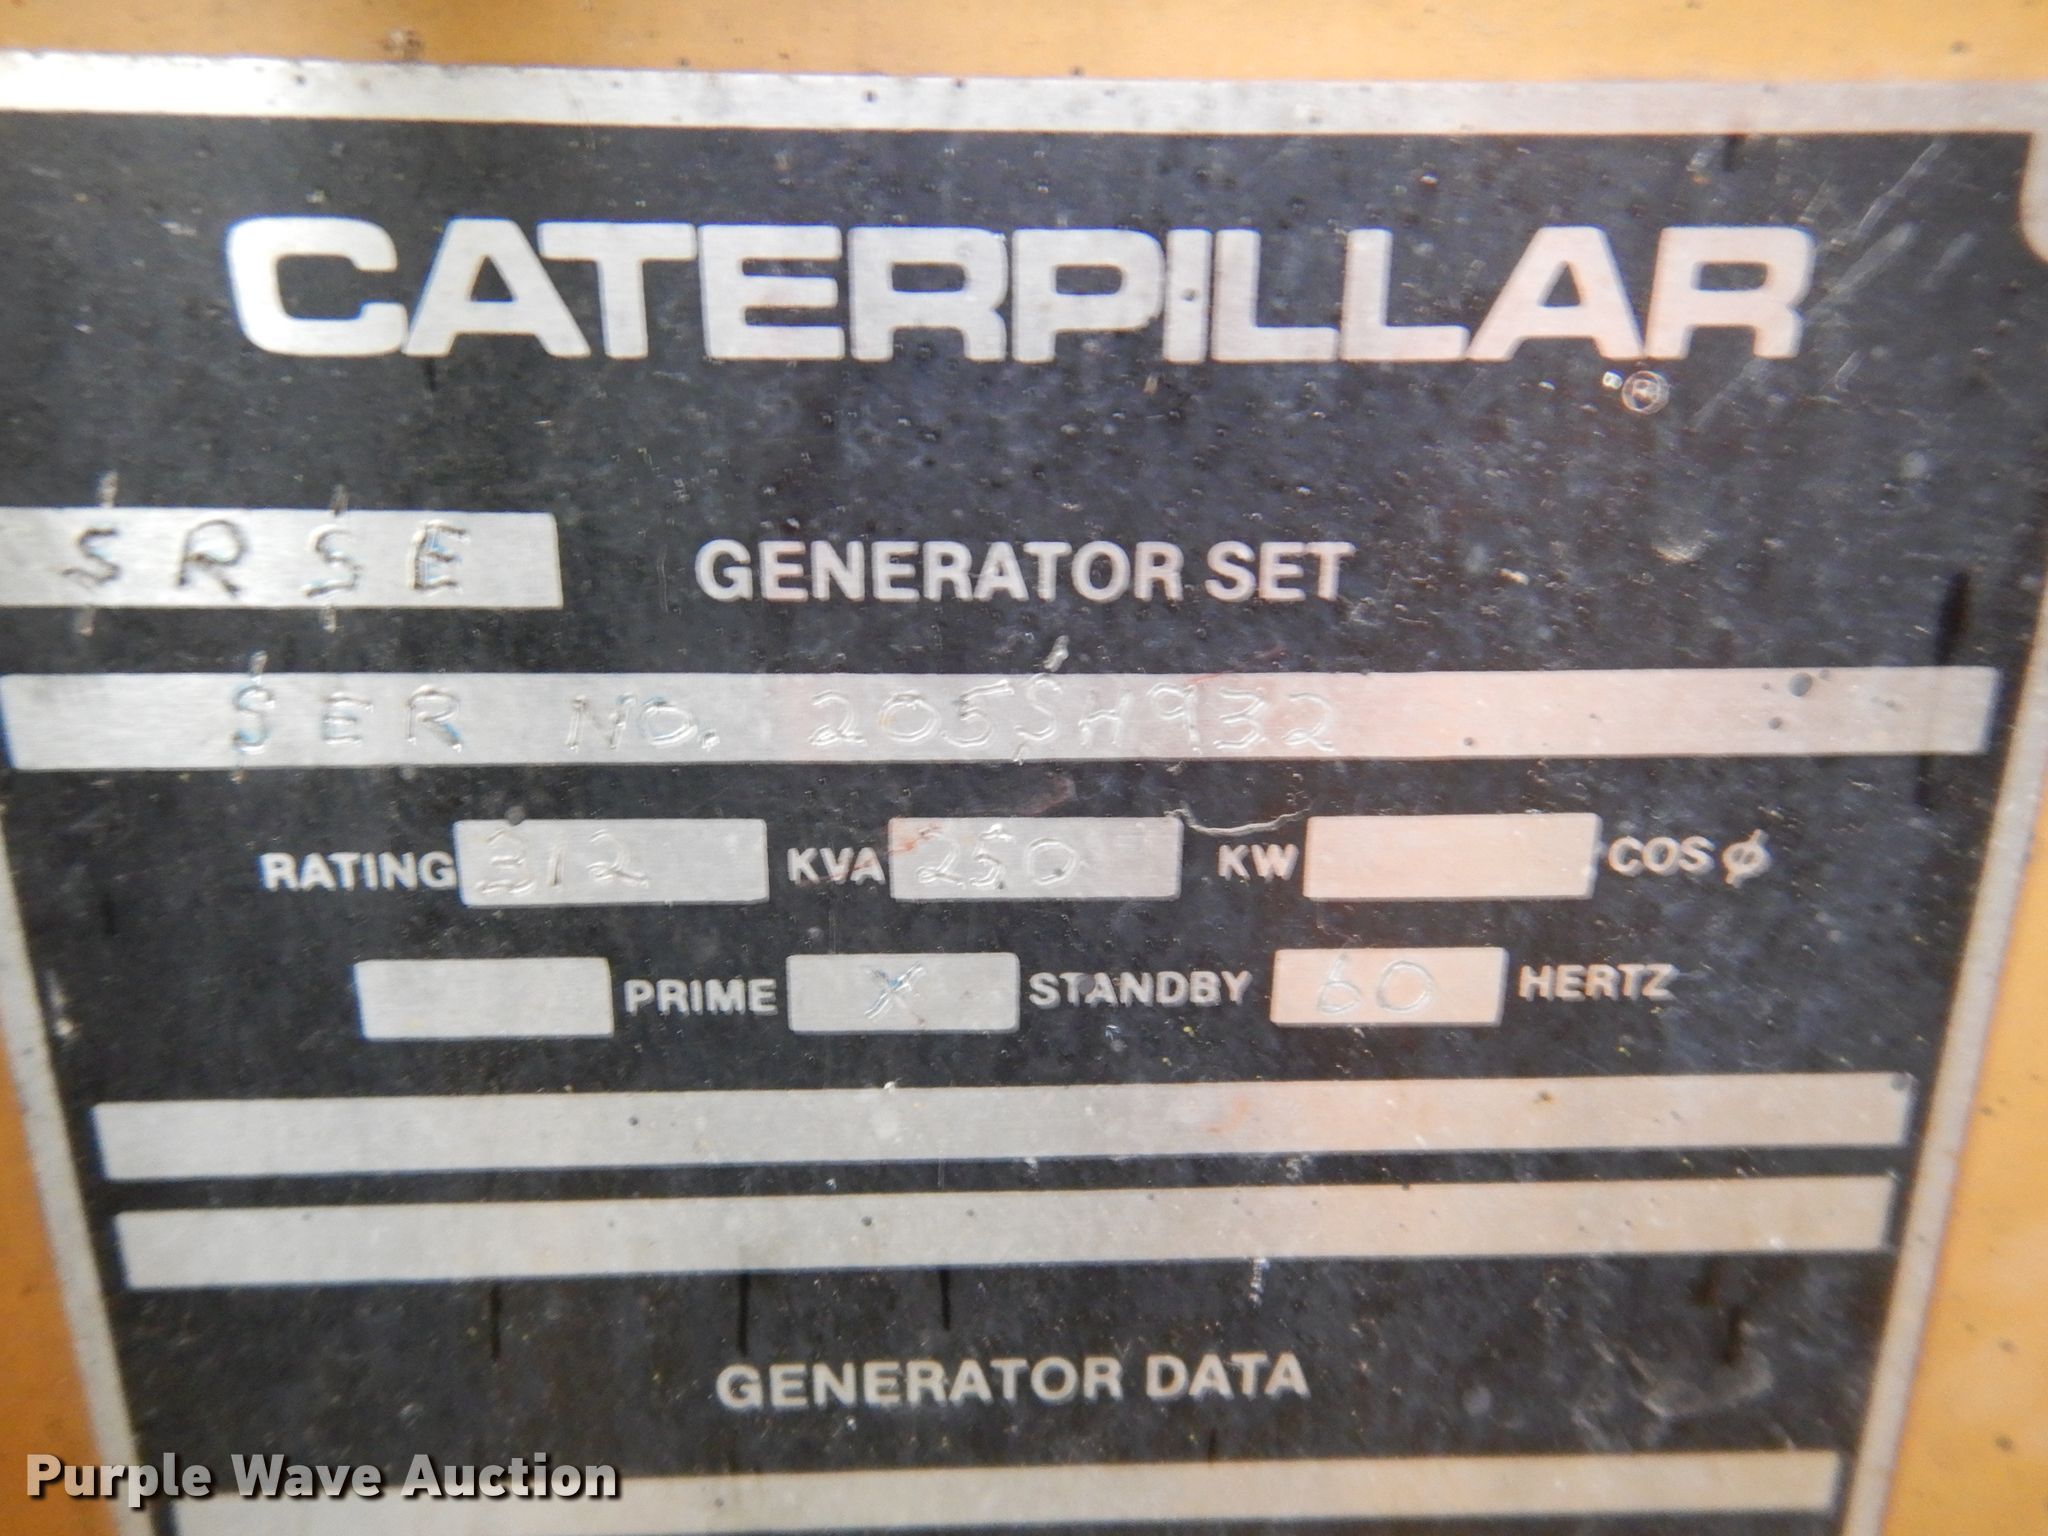 CATERPILLAR
®
SRSE GENERATOR SET
SER NO. 205SH932
RATING 312 KVA 250 KW COS ϕ
PRIME X STANDBY 60 HERTZ
GENERATOR DATA
Purple Wave Auction